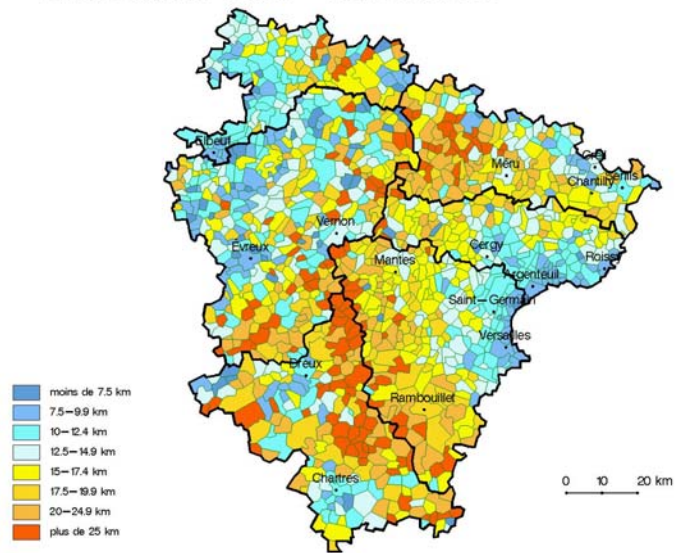 Elbeuf
Vernon
Évreux
Méru
Creil
Senlis
Chantilly
Cergy
Roissy
Mantes
Argenteuil
Saint-Germain
Versailles
Dreux
Rambouillet
Chartres
moins de 7.5 km
7.5-9.9 km
10-12.4 km
12.5-14.9 km
15-17.4 km
17.5-19.9 km
20-24.9 km
plus de 25 km
0 10 20 km